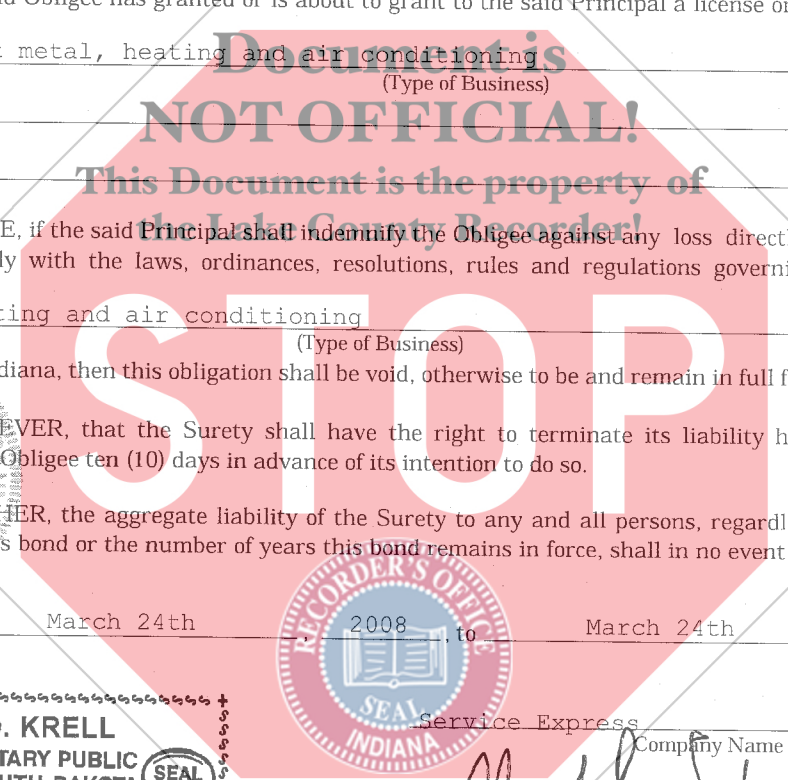 id Obligee has granted or is about to grant to the said Principal a license or
metal, heating and air conditioning
Document is
(Type of Business)
NOT OFFICIAL!
This Document is the property of
the Lake County Recorder!
E, if the said Principal shall indemnify the Obligee against any loss directl
ly with the laws, ordinances, resolutions, rules and regulations governi
ting and air conditioning
(Type of Business)
STOP
diana, then this obligation shall be void, otherwise to be and remain in full f
EVER, that the Surety shall have the right to terminate its liability h
Obligee ten (10) days in advance of its intention to do so.
HER, the aggregate liability of the Surety to any and all persons, regardl
s bond or the number of years this bond remains in force, shall in no event
RECORDER'S OFFICE
March 24th , 2008 , to March 24th
SEAL
INDIANA
. KRELL
TARY PUBLIC
SEAL
Service Express
Company Name